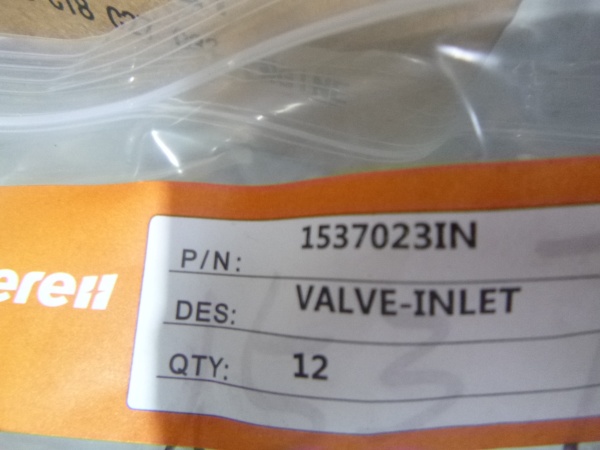 P/N: 1537023IN
DES: VALVE-INLET
QTY: 12